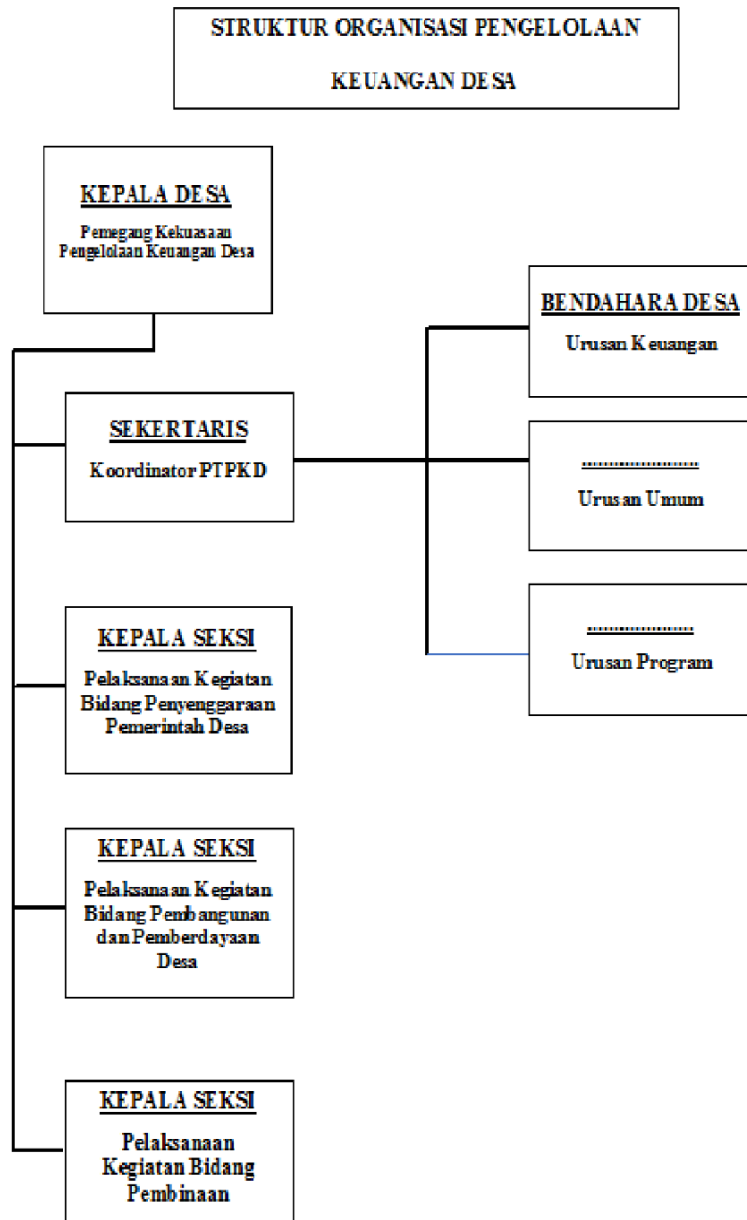 STRUKTUR ORGANISASI PENGELOLAAN
KEUANGAN DESA
KEPALA DESA
Pemegang Kekuasaan
Pengelolaan Keuangan Desa
BENDAHARA DESA
Urusan Keuangan
SEKERTARIS
Koordinator PTPKD
.....................
Urusan Umum
KEPALA SEKSI
Pelaksanaan Kegiatan
Bidang Penyenggaraan
Pemerintah Desa
....................
Urusan Program
KEPALA SEKSI
Pelaksanaan Kegiatan
Bidang Pembangunan
dan Pemberdayaan
Desa
KEPALA SEKSI
Pelaksanaan
Kegiatan Bidang
Pembinaan